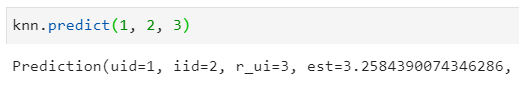 knn.predict(1, 2, 3)
Prediction(uid=1, iid=2, r_ui=3, est=3.2584390074346286,